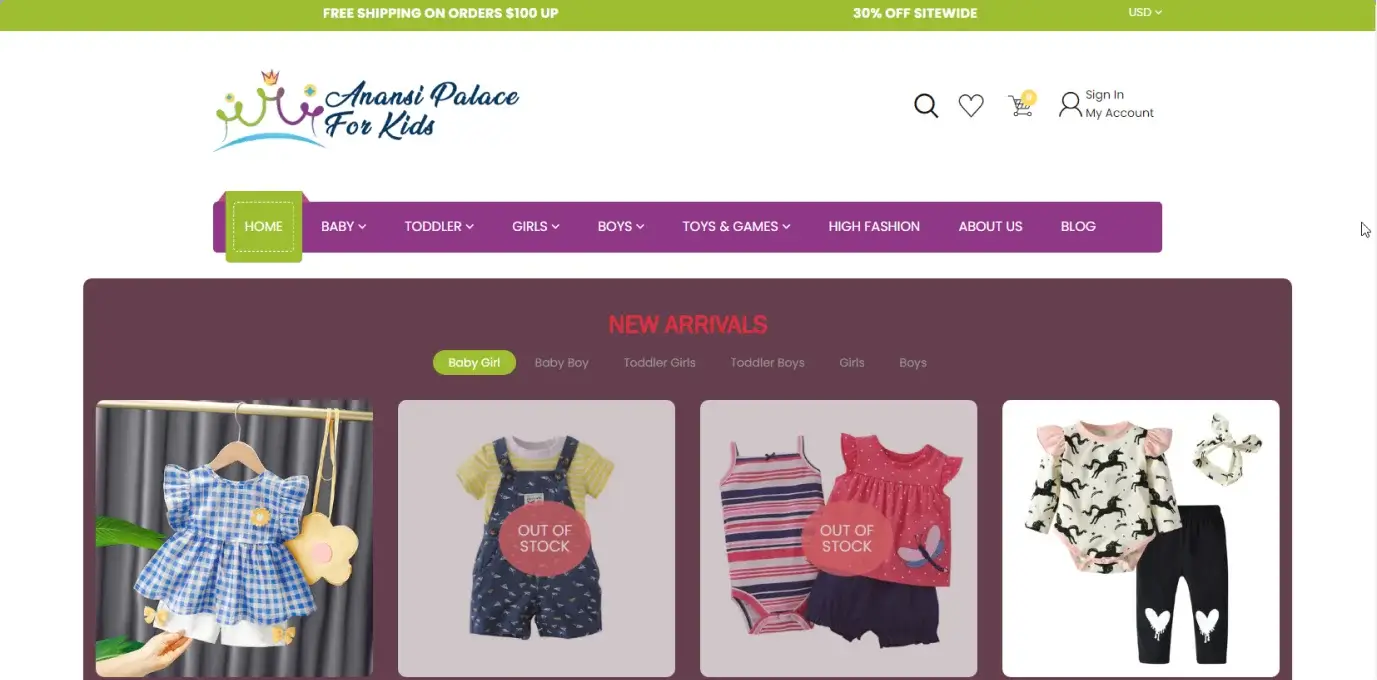 FREE SHIPPING ON ORDERS $100 UP
30% OFF SITEWIDE
USD
Anansi Palace
For Kids
Sign In
My Account
HOME
BABY
TODDLER
GIRLS
BOYS
TOYS & GAMES
HIGH FASHION
ABOUT US
BLOG
NEW ARRIVALS
Baby Girl
Baby Boy
Toddler Girls
Toddler Boys
Girls
Boys
OUT OF
STOCK
OUT OF
STOCK